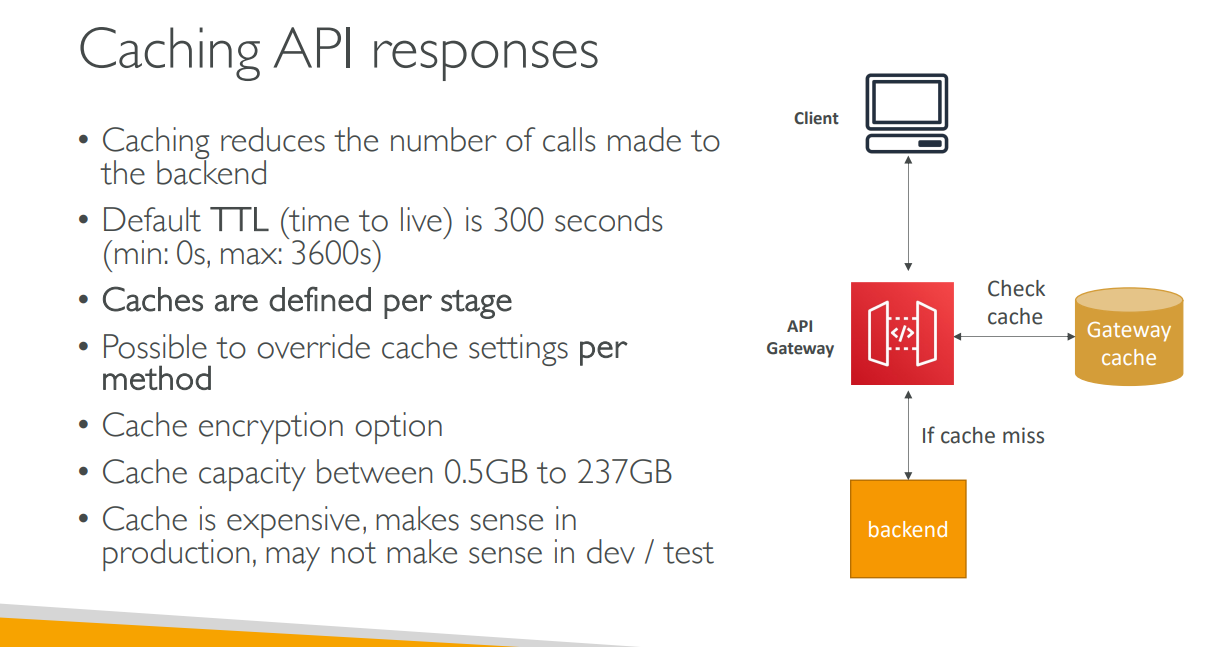 Caching API responses
• Caching reduces the number of calls made to
the backend
• Default TTL (time to live) is 300 seconds
(min: 0s, max: 3600s)
• Caches are defined per stage
• Possible to override cache settings per
method
• Cache encryption option
• Cache capacity between 0.5GB to 237GB
• Cache is expensive, makes sense in
production, may not make sense in dev / test
Client
API
Gateway
</>
Check
cache
Gateway
cache
If cache miss
backend